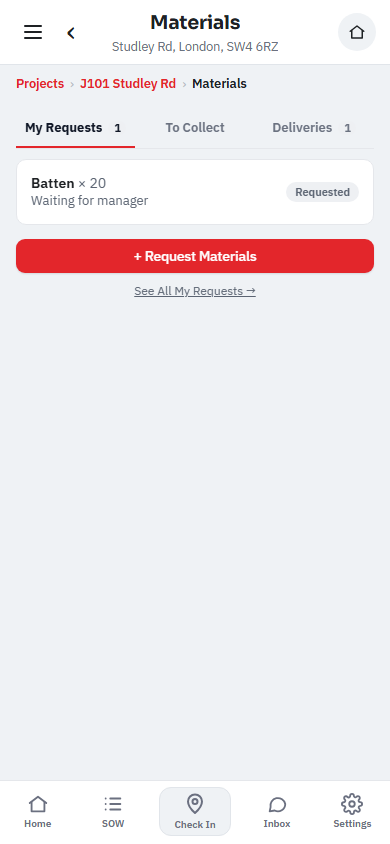 Materials
Studley Rd, London, SW4 6RZ
Projects › J101 Studley Rd › Materials
My Requests 1 To Collect Deliveries 1
Batten × 20
Waiting for manager
Requested
+ Request Materials
See All My Requests →
Home SOW Check In Inbox Settings